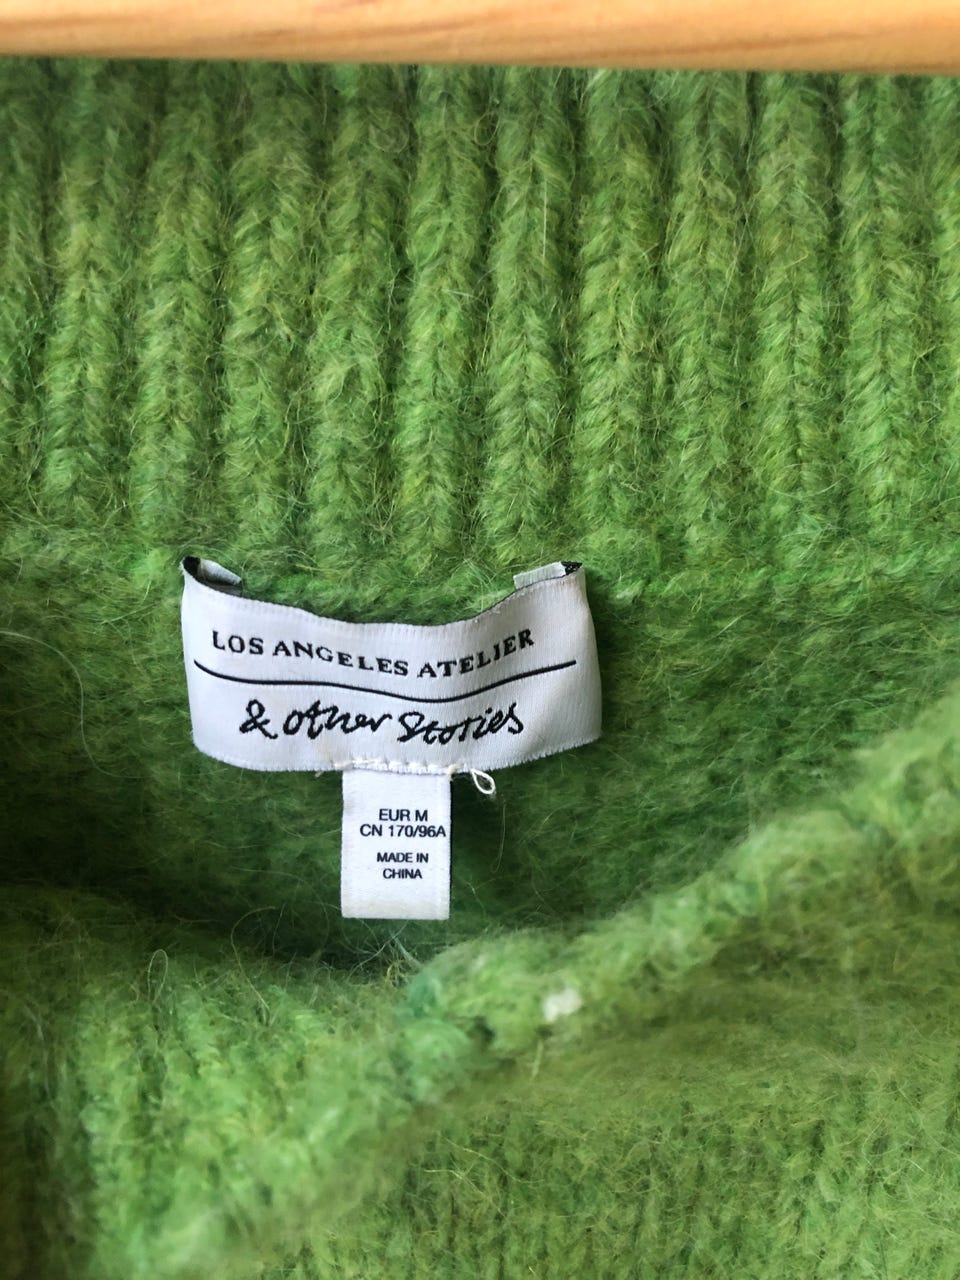 LOS ANGELES ATELIER
& other Stories
EUR M
CN 170/96A
MADE IN
CHINA